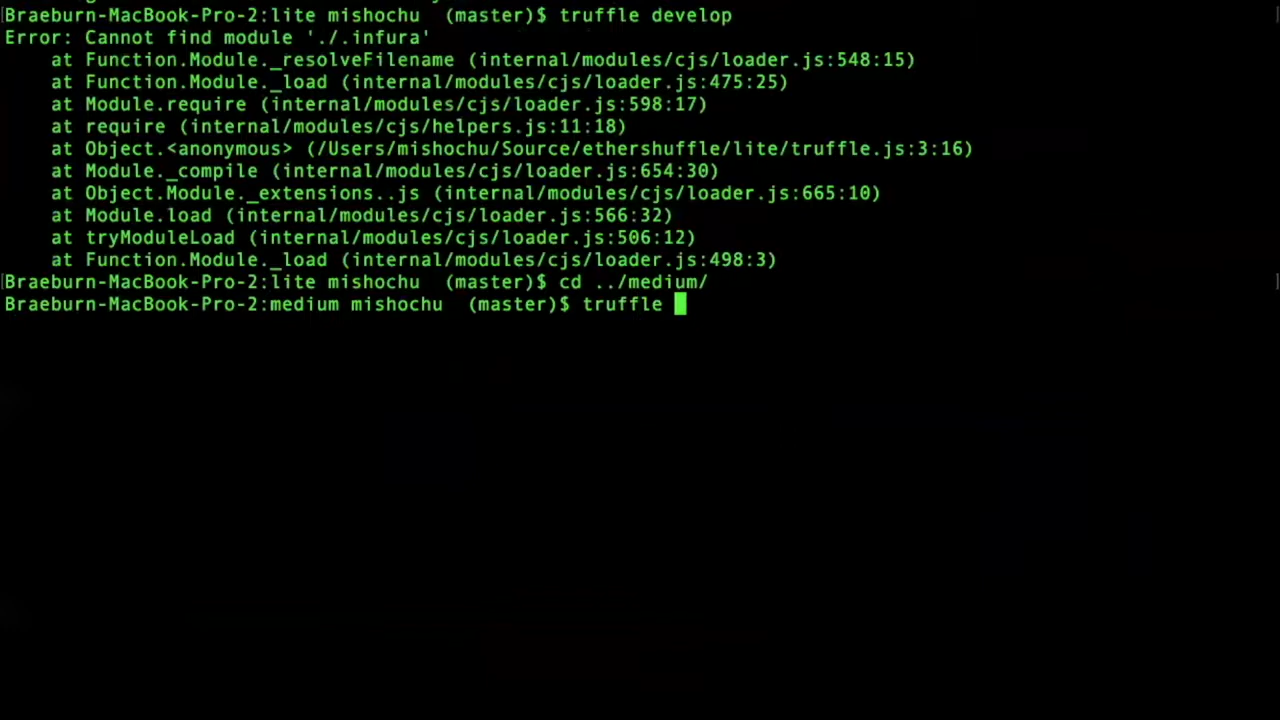 [Braeburn-MacBook-Pro-2:lite mishochu  (master)$ truffle develop ]
Error: Cannot find module './.infura'
    at Function.Module._resolveFilename (internal/modules/cjs/loader.js:548:15)
    at Function.Module._load (internal/modules/cjs/loader.js:475:25)
    at Module.require (internal/modules/cjs/loader.js:598:17)
    at require (internal/modules/cjs/helpers.js:11:18)
    at Object.<anonymous> (/Users/mishochu/Source/ethershuffle/lite/truffle.js:3:16)
    at Module._compile (internal/modules/cjs/loader.js:654:30)
    at Object.Module._extensions..js (internal/modules/cjs/loader.js:665:10)
    at Module.load (internal/modules/cjs/loader.js:566:32)
    at tryModuleLoad (internal/modules/cjs/loader.js:506:12)
    at Function.Module._load (internal/modules/cjs/loader.js:498:3)
[Braeburn-MacBook-Pro-2:lite mishochu  (master)$ cd ../medium/ ]
Braeburn-MacBook-Pro-2:medium mishochu  (master)$ truffle